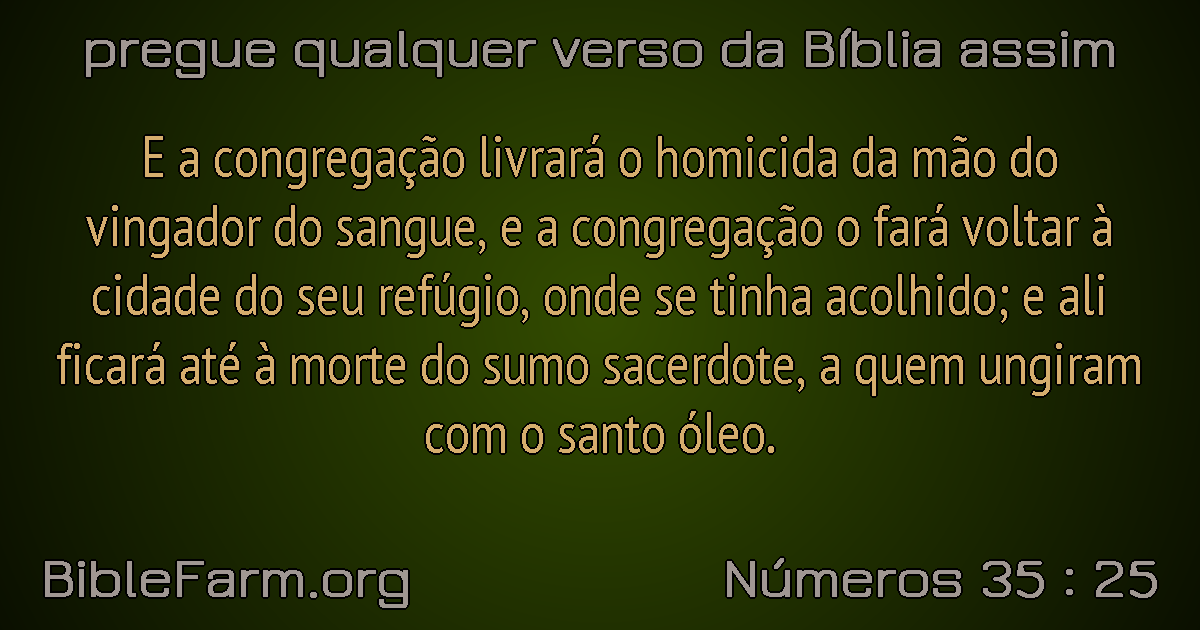 pregue qualquer verso da Bíblia assim
E a congregação livrará o homicida da mão do
vingador do sangue, e a congregação o fará voltar à
cidade do seu refúgio, onde se tinha acolhido; e ali
ficará até à morte do sumo sacerdote, a quem ungiram
com o santo óleo.
BibleFarm.org
Números 35 : 25